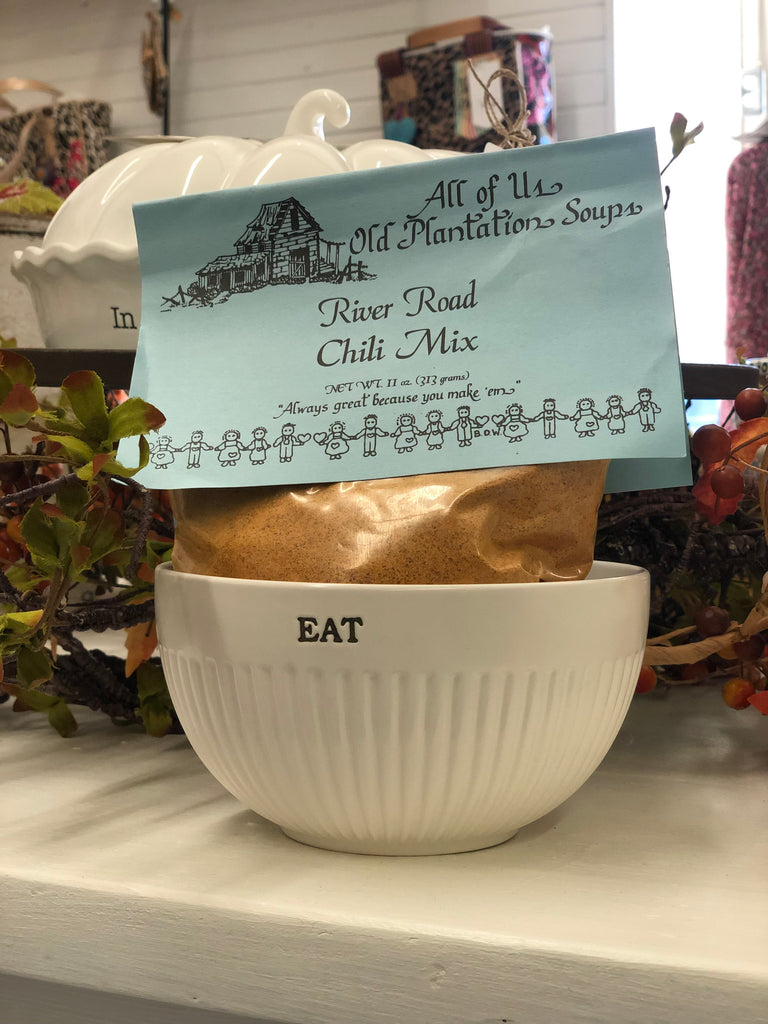 All of Us
Old Plantation Soups
River Road
Chili Mix
NET WT. 11 oz. (313 grams)
"Always great because you make 'em"
B.D.W.
In
EAT